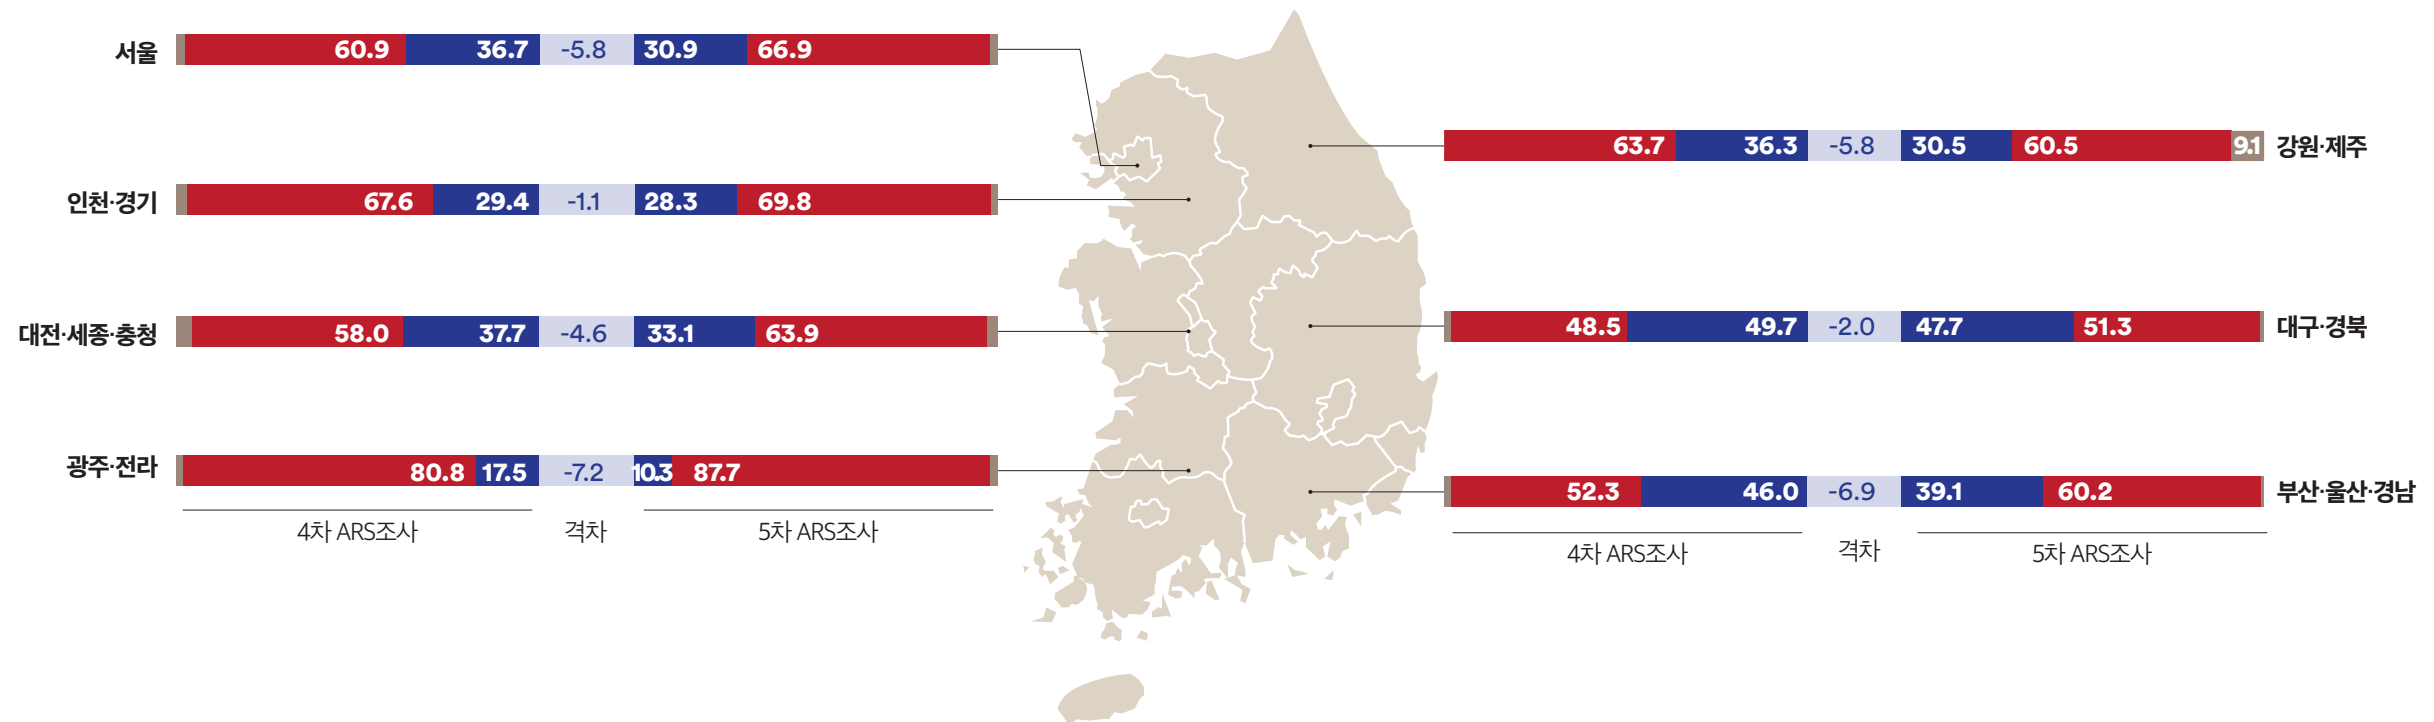 서울 60.9 36.7 -5.8 30.9 66.9
인천·경기 67.6 29.4 -1.1 28.3 69.8
대전·세종·충청 58.0 37.7 -4.6 33.1 63.9
광주·전라 80.8 17.5 -7.2 10.3 87.7
4차 ARS조사 격차 5차 ARS조사
63.7 36.3 -5.8 30.5 60.5 9.1 강원·제주
48.5 49.7 -2.0 47.7 51.3 대구·경북
52.3 46.0 -6.9 39.1 60.2 부산·울산·경남
4차 ARS조사 격차 5차 ARS조사